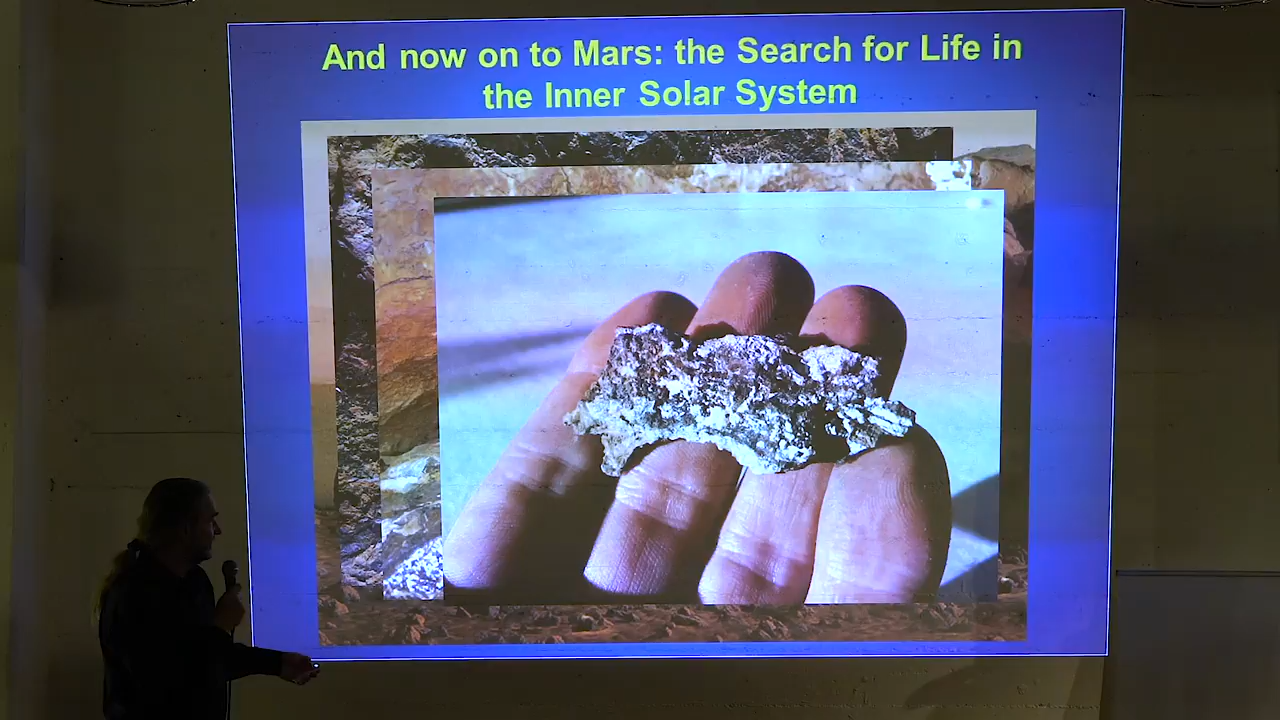 And now on to Mars: the Search for Life in
the Inner Solar System